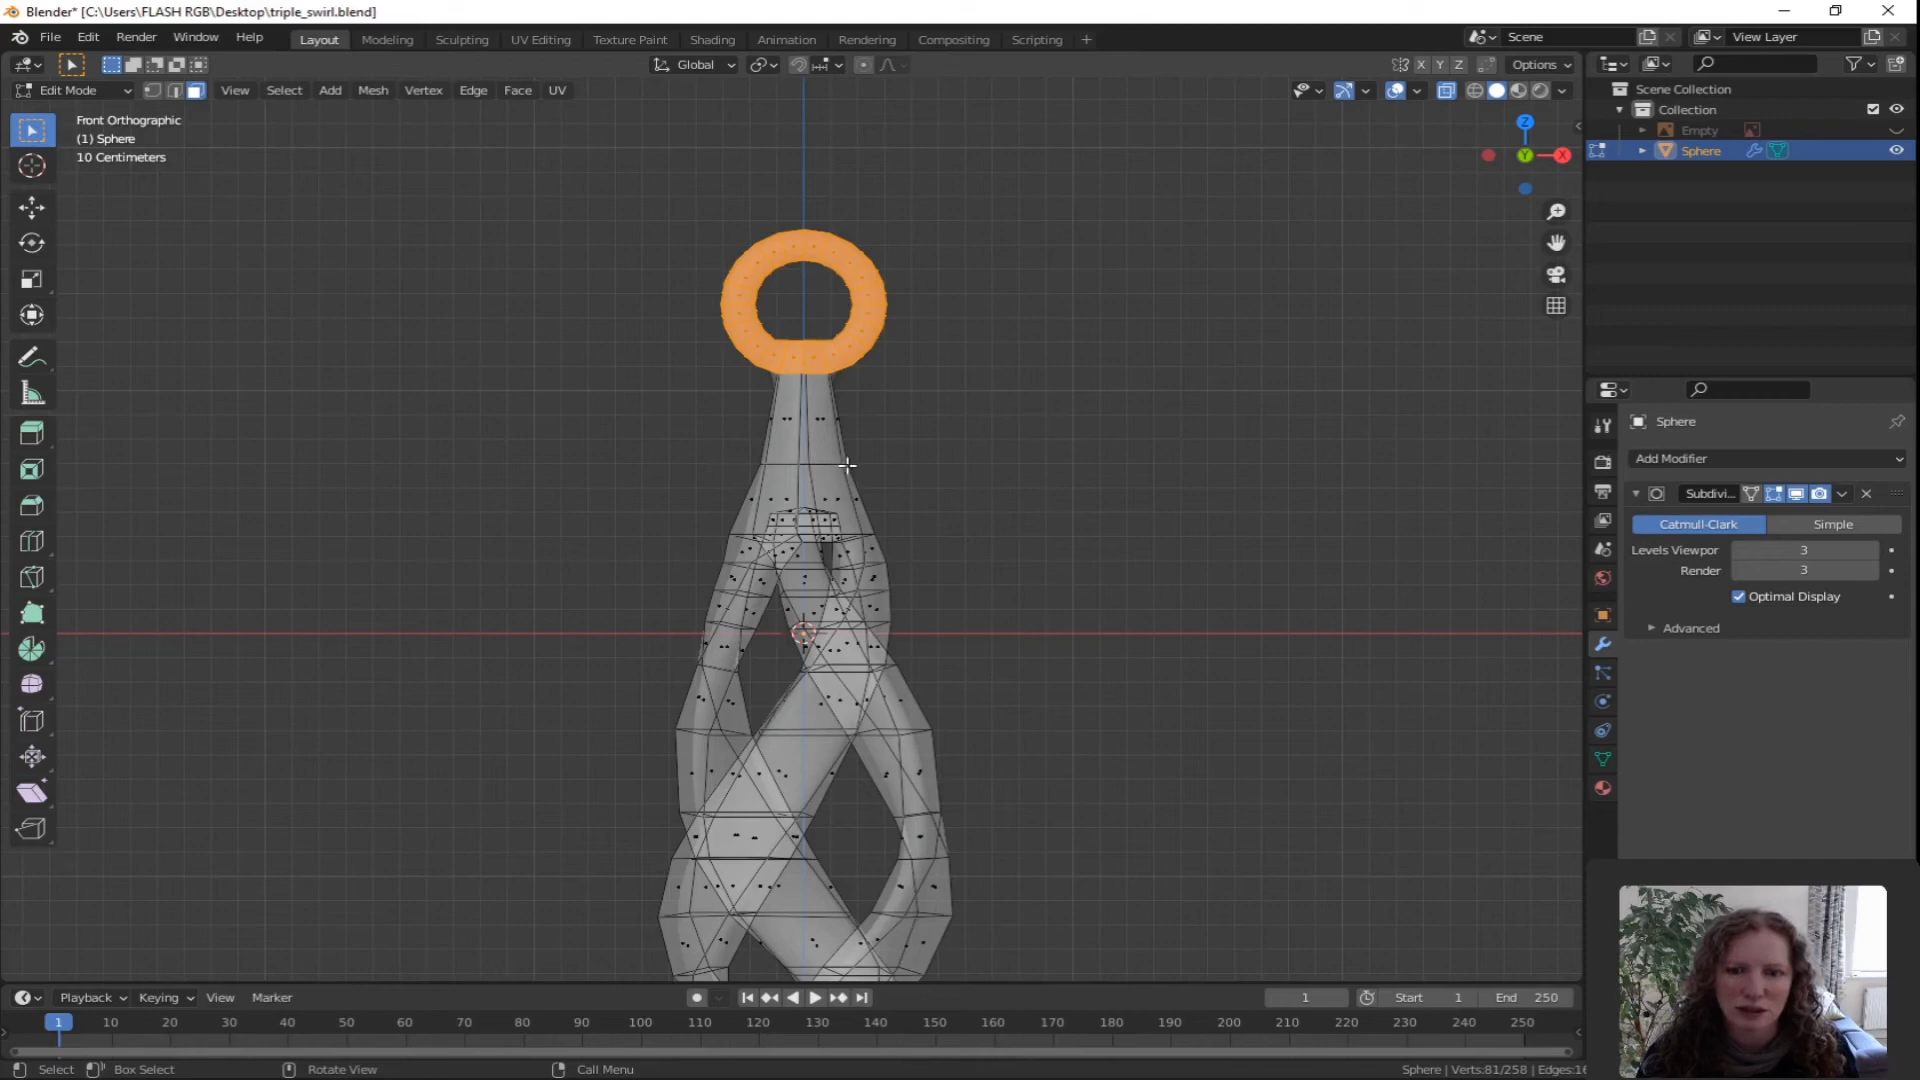 Blender* [C:\Users\FLASH RGB\Desktop\triple_swirl.blend]
File Edit Render Window Help
Layout Modeling Sculpting UV Editing Texture Paint Shading Animation Rendering Compositing Scripting +
Scene View Layer
Global X Y Z Options
Edit Mode View Select Add Mesh Vertex Edge Face UV
Front Orthographic
(1) Sphere
10 Centimeters
Z
Y X
Scene Collection
Collection
Empty
Sphere
Sphere
Add Modifier
Subdivi...
Catmull-Clark Simple
Levels Viewpor 3
Render 3
Optimal Display
Advanced
Playback Keying View Marker
1 Start 1 End 250
1 10 20 30 40 50 60 70 80 90 100 110 120 130 140 150 160 170 180 190 200 210 220 230 240 250
Select Box Select Rotate View Call Menu
Sphere | Verts:81/258 | Edges:16